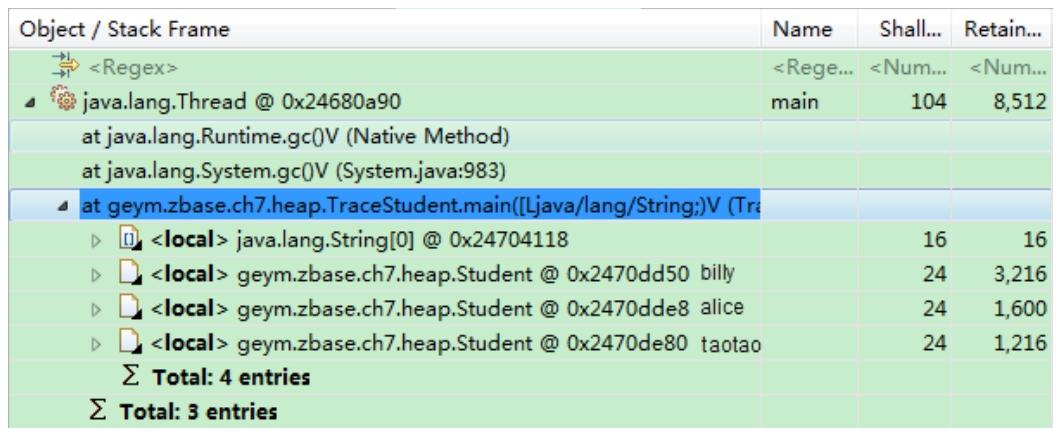 Object / Stack Frame Name Shall... Retain...
<Regex> <Rege... <Num... <Num...
java.lang.Thread @ 0x24680a90 main 104 8,512
at java.lang.Runtime.gc()V (Native Method)
at java.lang.System.gc()V (System.java:983)
at geym.zbase.ch7.heap.TraceStudent.main([Ljava/lang/String;)V (Tra
<local> java.lang.String[0] @ 0x24704118 16 16
<local> geym.zbase.ch7.heap.Student @ 0x2470dd50 billy 24 3,216
<local> geym.zbase.ch7.heap.Student @ 0x2470dde8 alice 24 1,600
<local> geym.zbase.ch7.heap.Student @ 0x2470de80 taotao 24 1,216
Σ Total: 4 entries
Σ Total: 3 entries